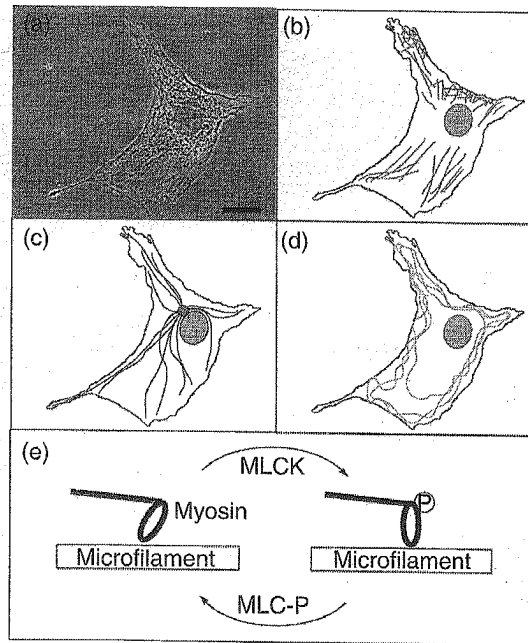 (a)
(b)
(c)
(d)
(e)
MLCK
P
Myosin
Microfilament
Microfilament
MLC-P